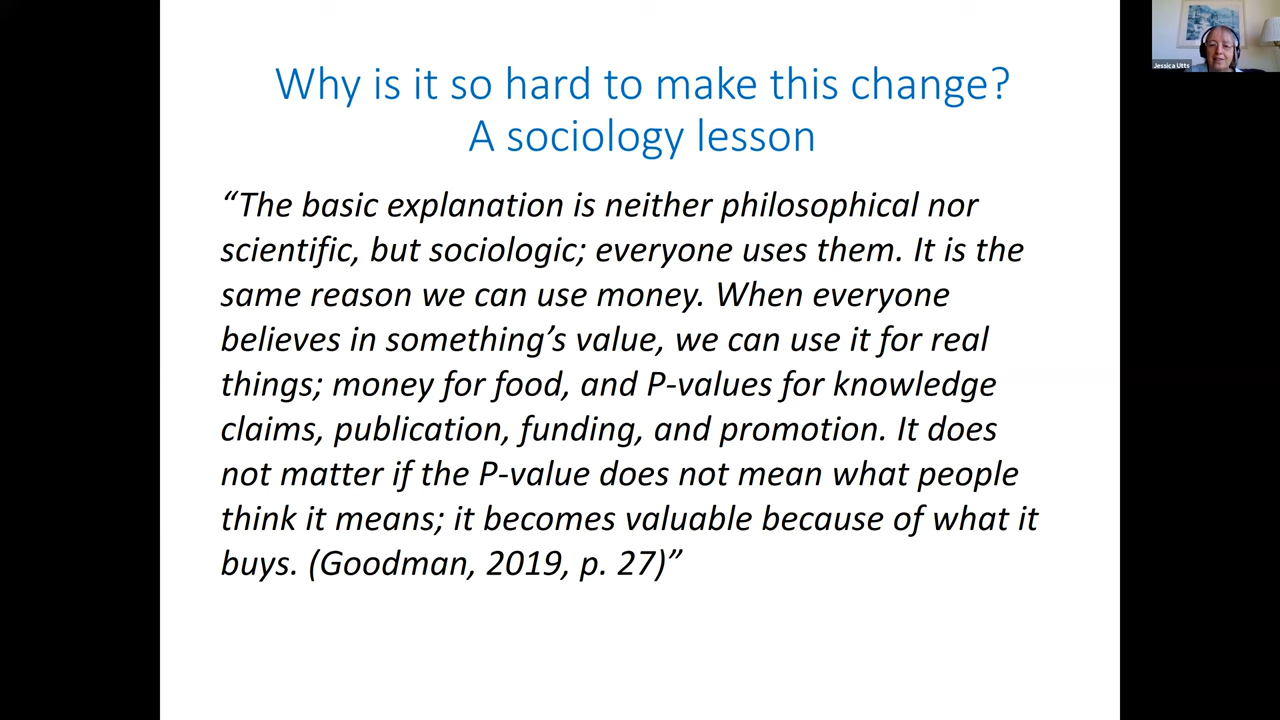 Why is it so hard to make this change?
A sociology lesson
“The basic explanation is neither philosophical nor
scientific, but sociologic; everyone uses them. It is the
same reason we can use money. When everyone
believes in something’s value, we can use it for real
things; money for food, and P-values for knowledge
claims, publication, funding, and promotion. It does
not matter if the P-value does not mean what people
think it means; it becomes valuable because of what it
buys. (Goodman, 2019, p. 27)”
Jessica Utts